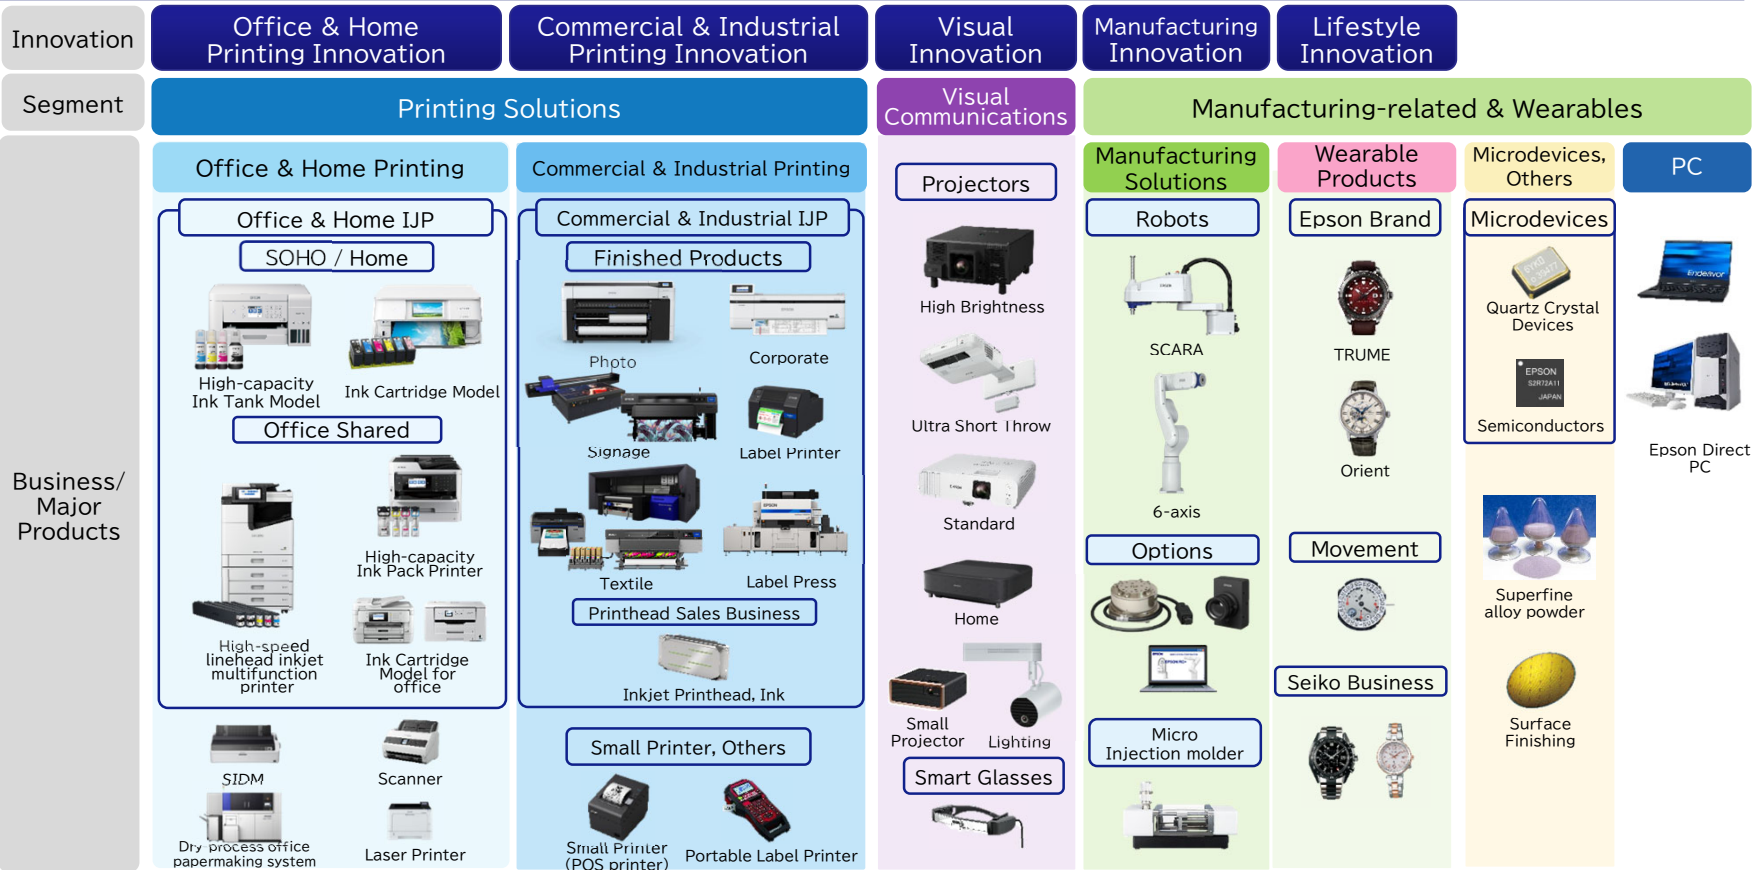 Innovation
Office & Home
Printing Innovation
Commercial & Industrial
Printing Innovation
Visual
Innovation
Manufacturing
Innovation
Lifestyle
Innovation
Segment
Printing Solutions
Visual
Communications
Manufacturing-related & Wearables
Business/
Major
Products
Office & Home Printing
Office & Home IJP
SOHO / Home
High-capacity
Ink Tank Model
Ink Cartridge Model
Office Shared
High-speed
linehead inkjet
multifunction
printer
High-capacity
Ink Pack Printer
Ink Cartridge
Model for
office
SIDM
Scanner
Dry process office
papermaking system
Laser Printer
Commercial & Industrial Printing
Commercial & Industrial IJP
Finished Products
Photo
Corporate
Signage
Label Printer
Textile
Label Press
Printhead Sales Business
Inkjet Printhead, Ink
Small Printer, Others
Small Printer
(POS printer)
Portable Label Printer
Projectors
High Brightness
Ultra Short Throw
Standard
Home
Small
Projector
Lighting
Smart Glasses
Manufacturing
Solutions
Robots
SCARA
6-axis
Options
Micro
Injection molder
Wearable
Products
Epson Brand
TRUME
Orient
Movement
Seiko Business
Microdevices,
Others
Microdevices
Quartz Crystal
Devices
EPSON
S2R72A11
JAPAN
Semiconductors
Superfine
alloy powder
Surface
Finishing
PC
Endeavor
Epson Direct
PC